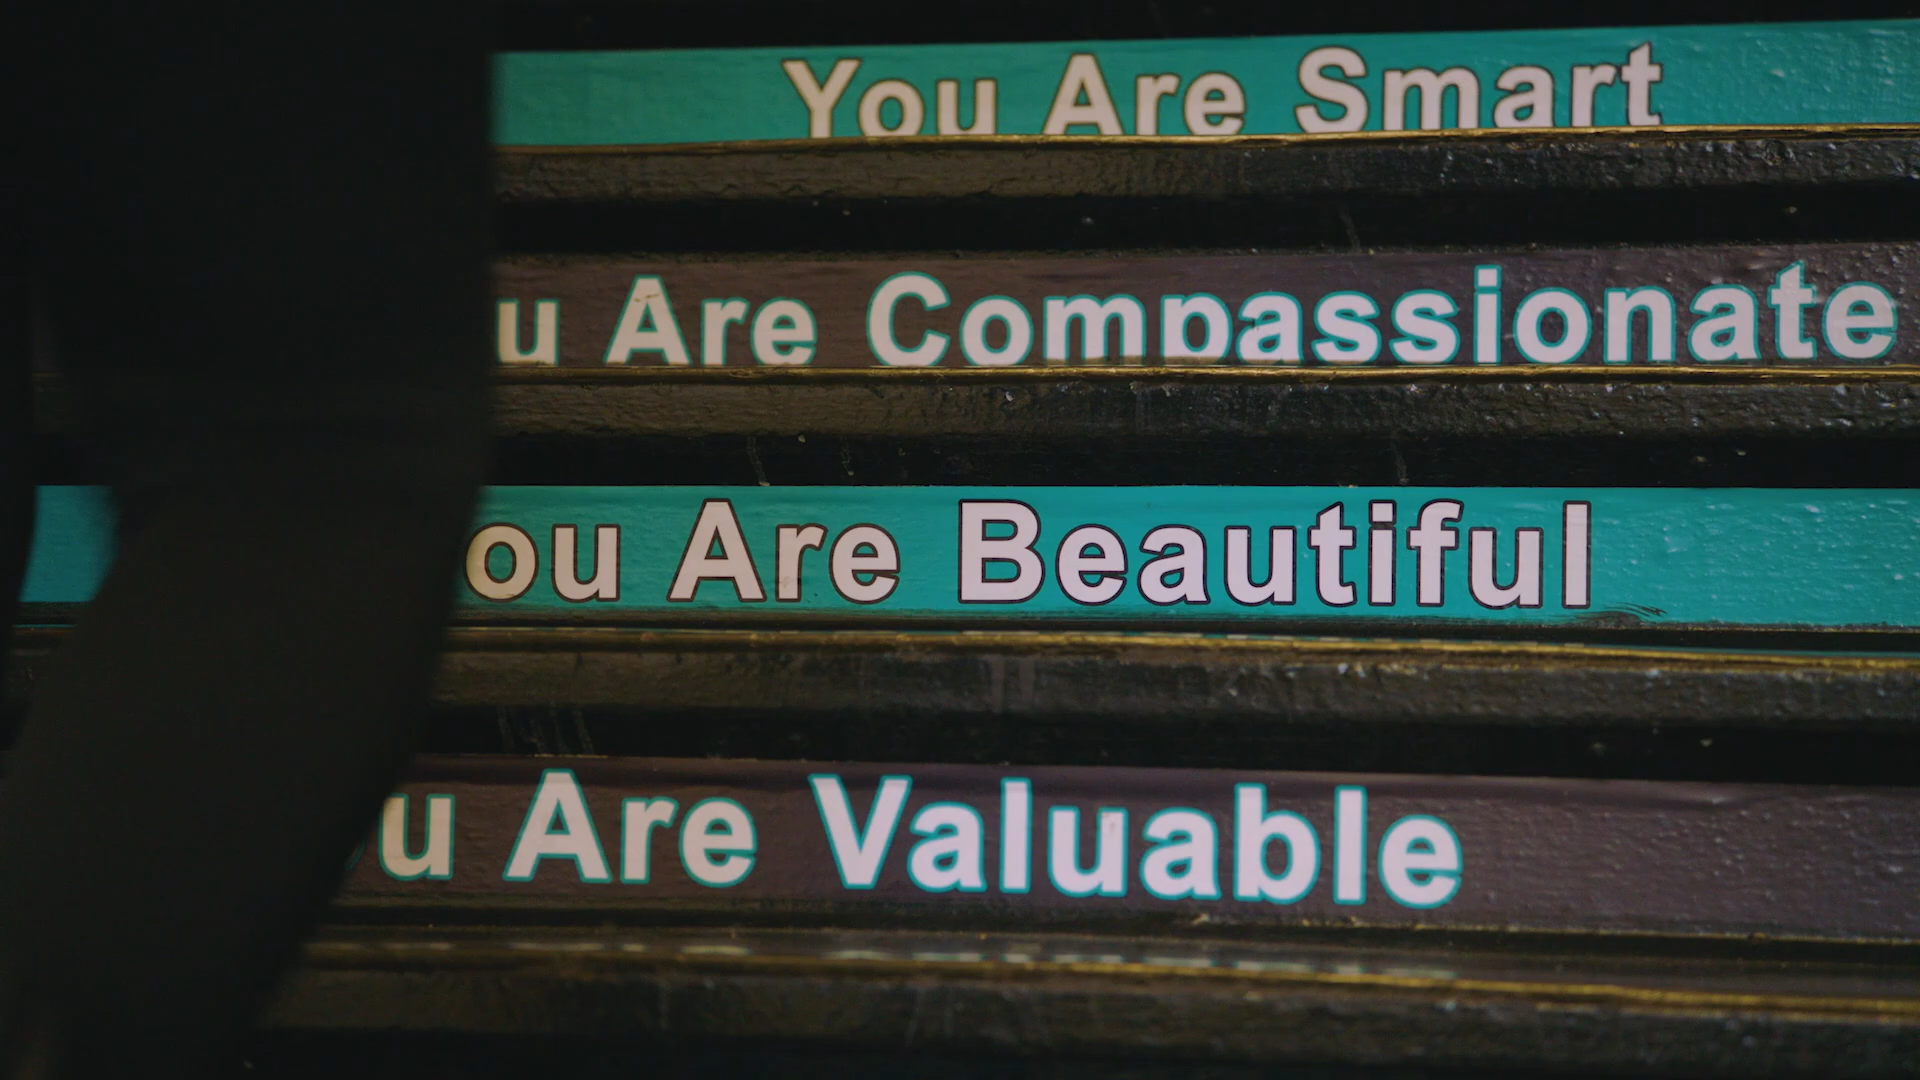 You Are Smart
u Are Compassionate
ou Are Beautiful
u Are Valuable